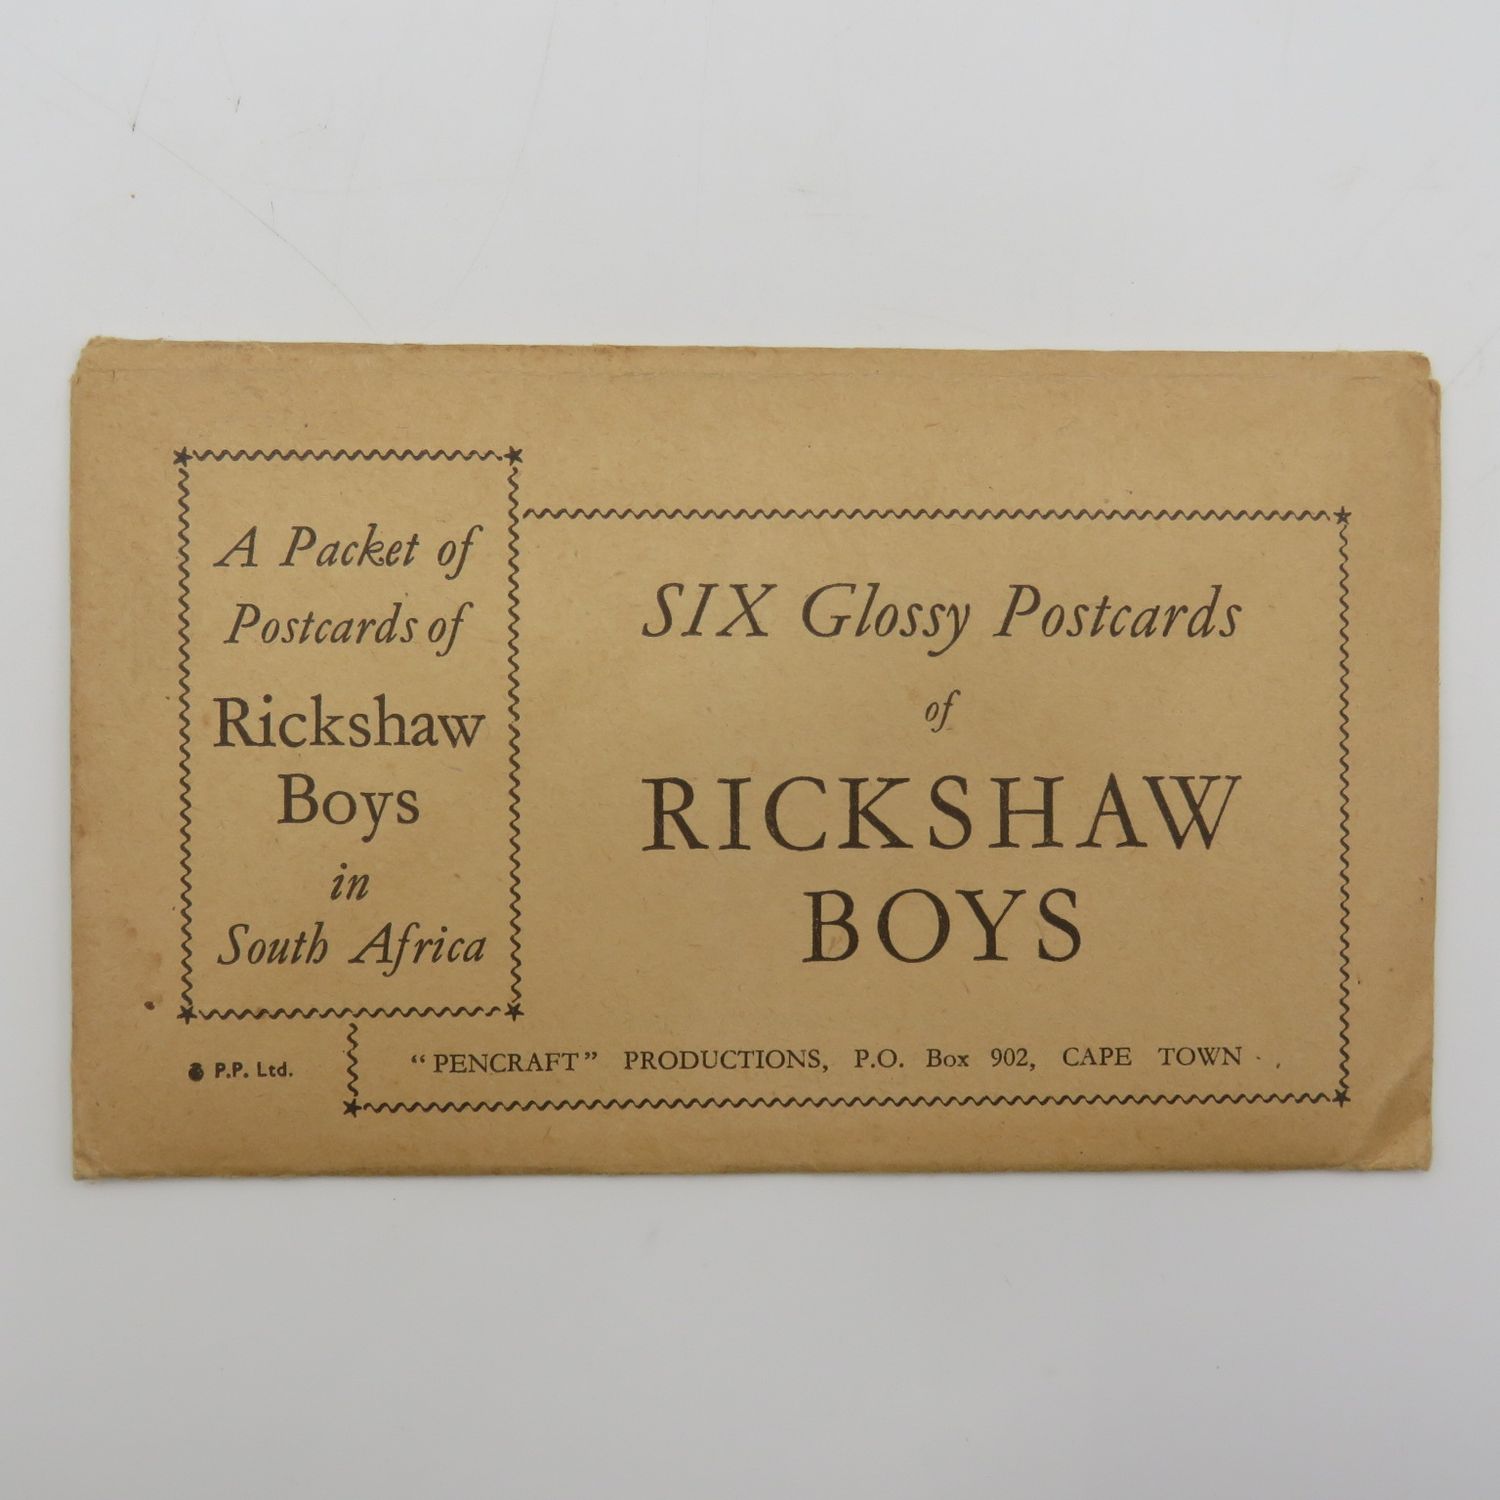 A Packet of
Postcards of
Rickshaw
Boys
in
South Africa
SIX Glossy Postcards
of
RICKSHAW
BOYS
"PENCRAFT" PRODUCTIONS, P.O. Box 902, CAPE TOWN
P.P. Ltd.